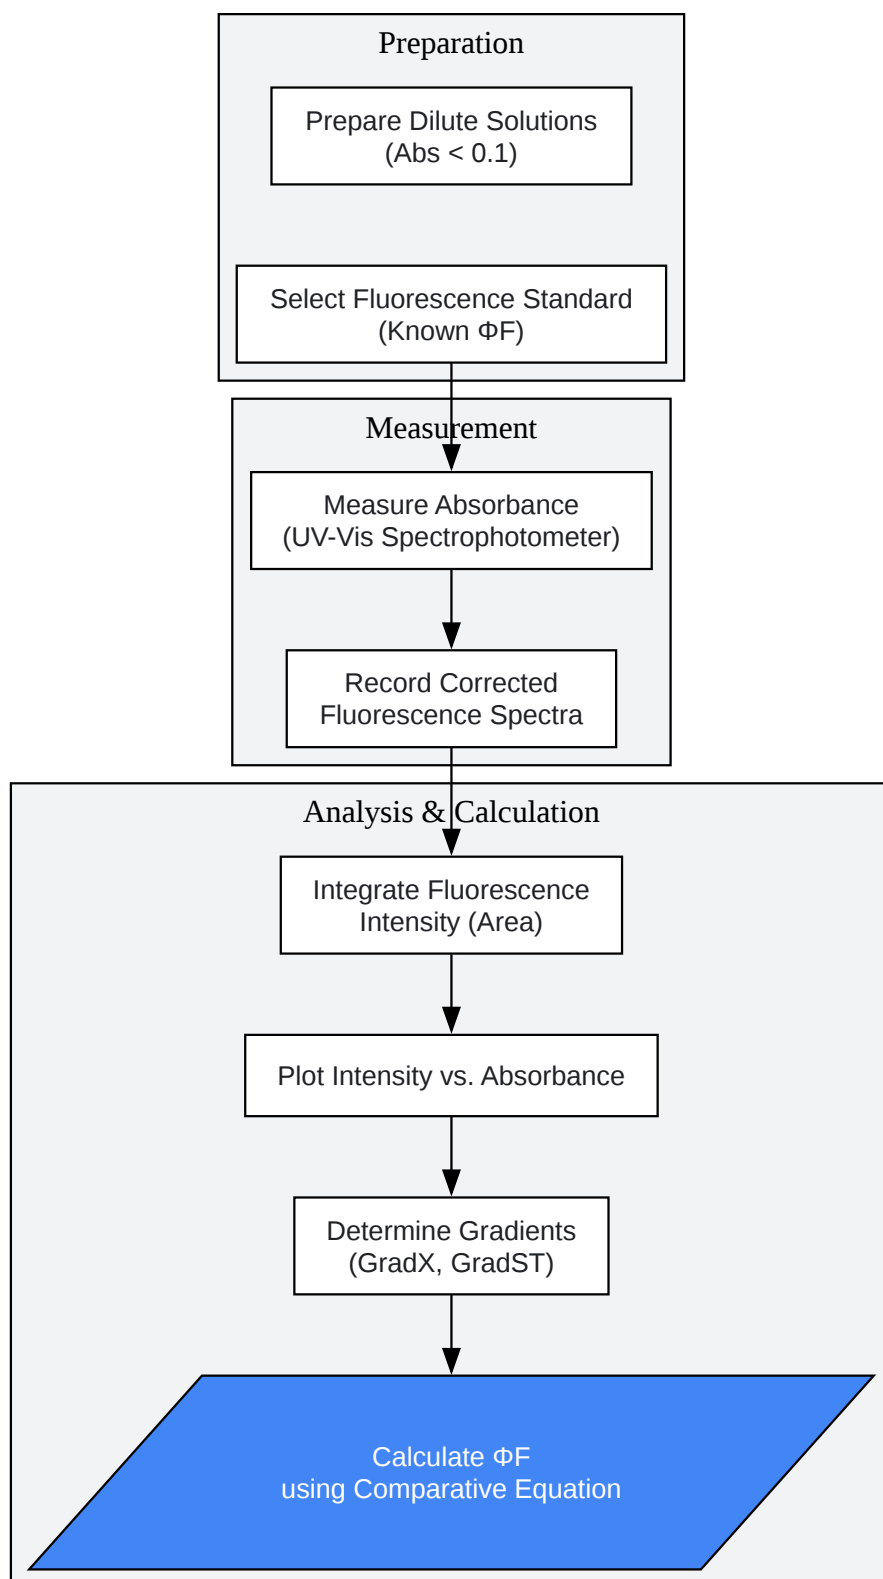 Preparation
Prepare Dilute Solutions
(Abs < 0.1)
Select Fluorescence Standard
(Known ΦF)
Measurement
Measure Absorbance
(UV-Vis Spectrophotometer)
Record Corrected
Fluorescence Spectra
Analysis & Calculation
Integrate Fluorescence
Intensity (Area)
Plot Intensity vs. Absorbance
Determine Gradients
(GradX, GradST)
Calculate ΦF
using Comparative Equation